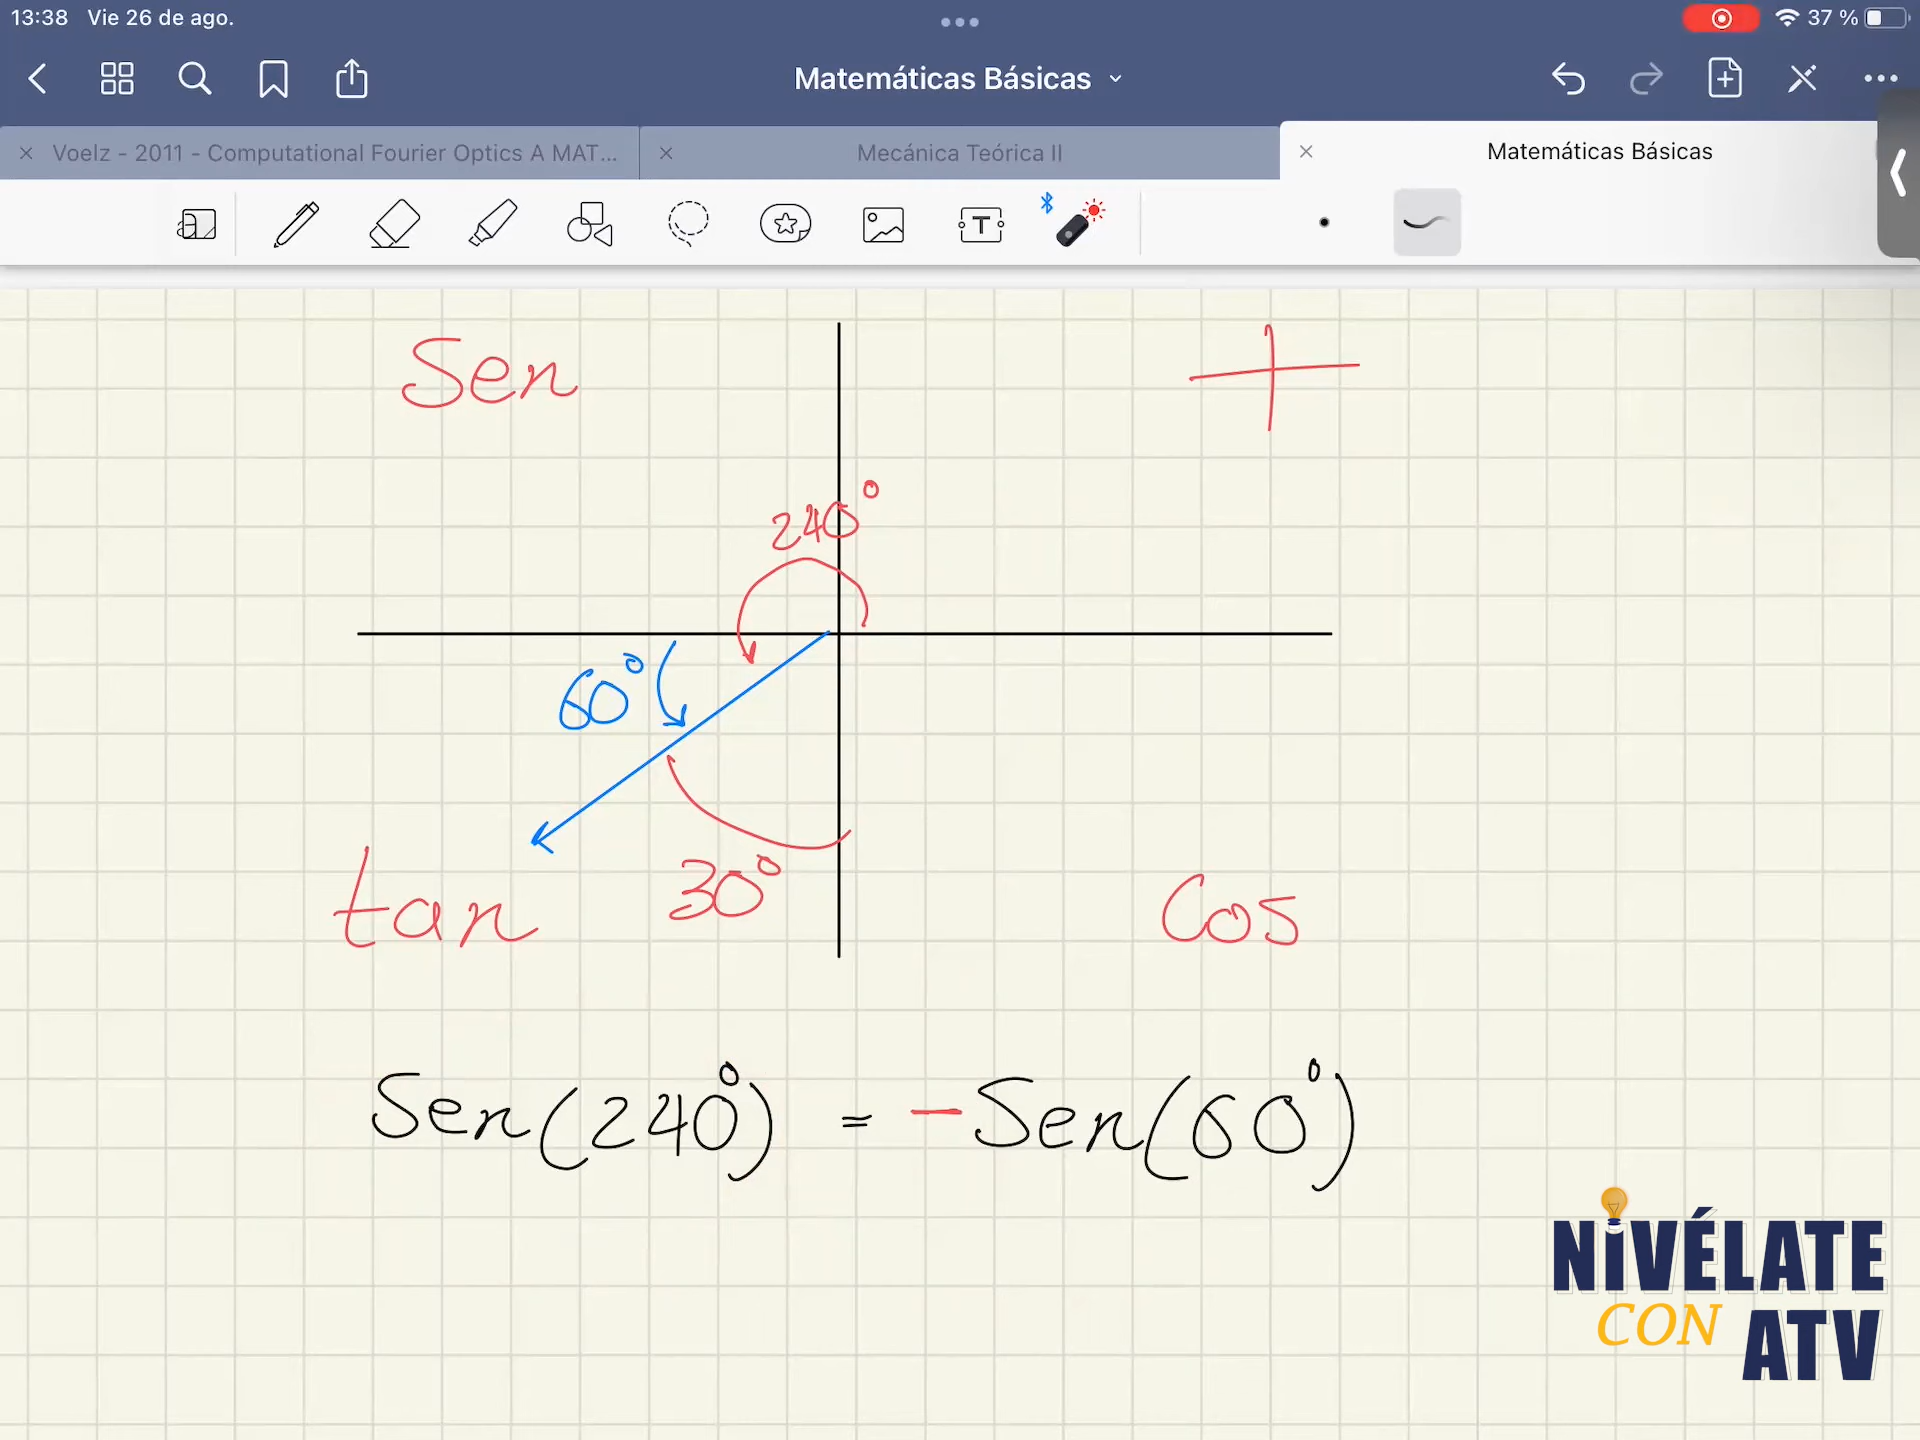 13:38 Vie 26 de ago. 37 %
Matemáticas Básicas
Voelz - 2011 - Computational Fourier Optics A MAT... Mecánica Teórica II Matemáticas Básicas
T
Sen +
240°
60°
30°
tan Cos
Sen(240°) = -Sen(60°)
NIVÉLATE
CON ATV